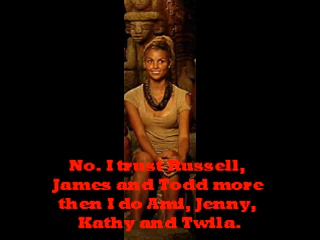 No. I trust Russell,
James and Todd more
then I do Ami, Jenny,
Kathy and Twila.